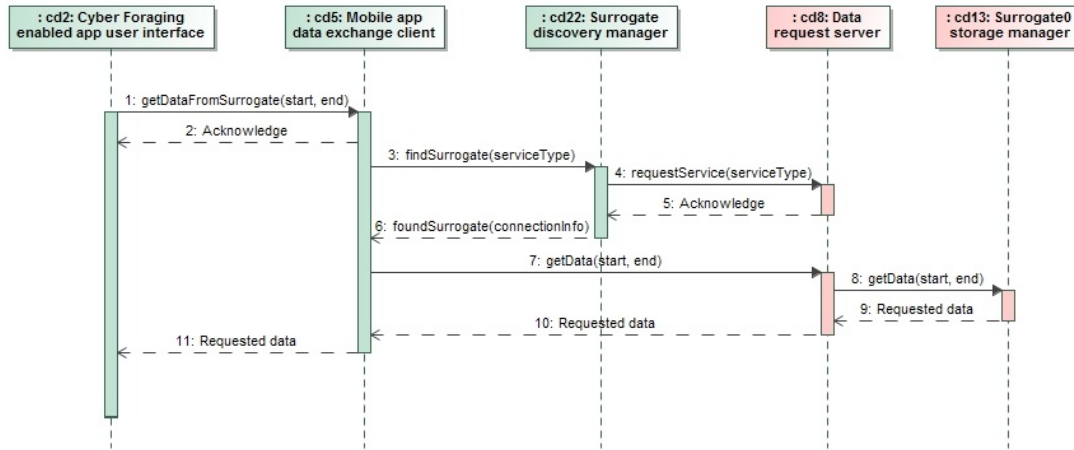 : cd2: Cyber Foraging
enabled app user interface
: cd5: Mobile app
data exchange client
: cd22: Surrogate
discovery manager
: cd8: Data
request server
: cd13: Surrogate0
storage manager
1: getDataFromSurrogate(start, end)
2: Acknowledge
3: findSurrogate(serviceType)
4: requestService(serviceType)
5: Acknowledge
6: foundSurrogate(connectionInfo)
7: getData(start, end)
8: getData(start, end)
9: Requested data
10: Requested data
11: Requested data